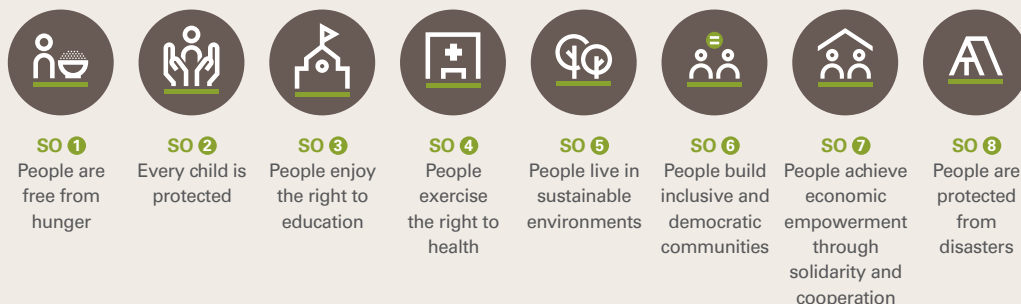 SO 1
People are
free from
hunger
SO 2
Every child is
protected
SO 3
People enjoy
the right to
education
SO 4
People
exercise
the right to
health
SO 5
People live in
sustainable
environments
SO 6
People build
inclusive and
democratic
communities
SO 7
People achieve
economic
empowerment
through
solidarity and
cooperation
SO 8
People are
protected
from
disasters